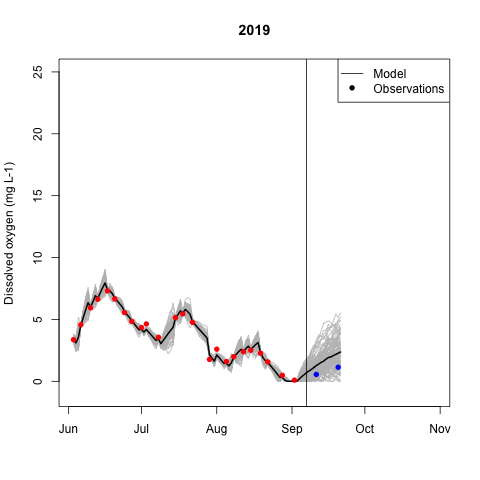 2019
Dissolved oxygen (mg L-1)
25
20
15
10
5
0
Model
Observations
Jun Jul Aug Sep Oct Nov